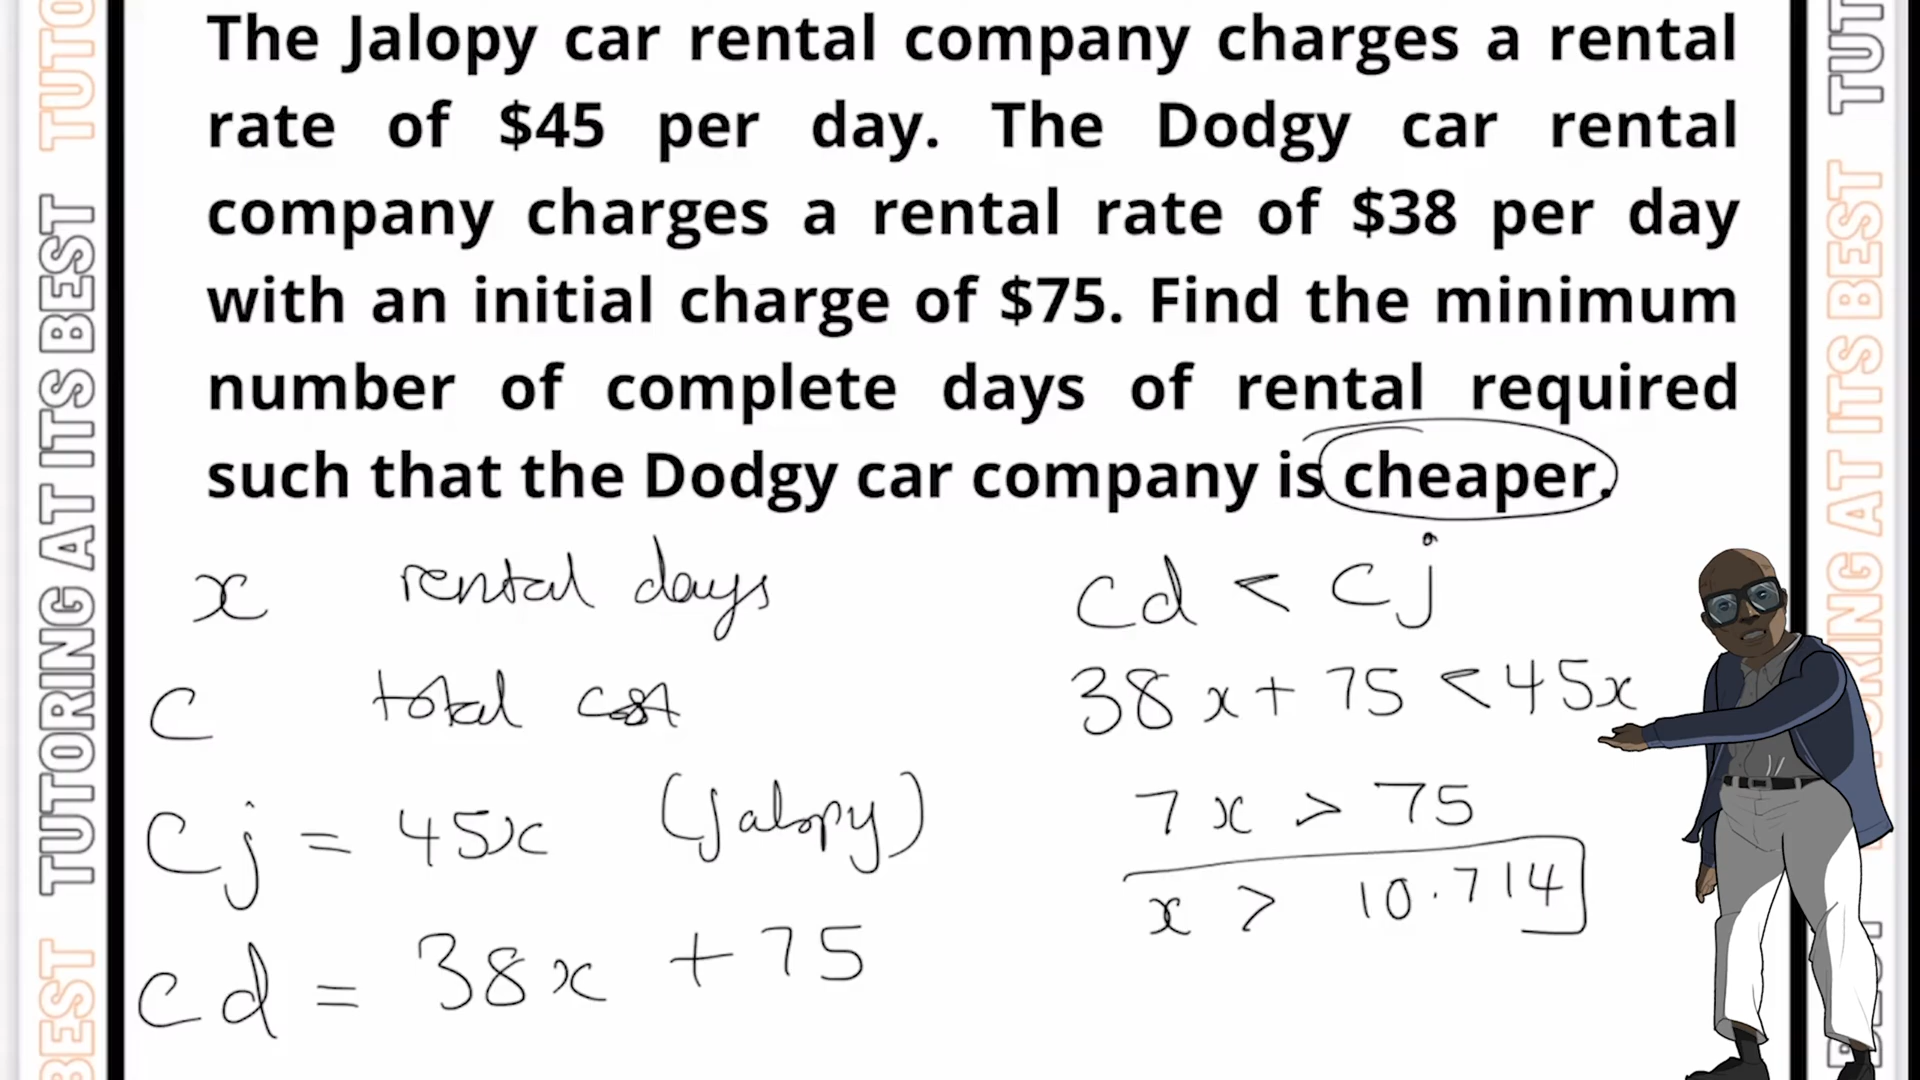 The Jalopy car rental company charges a rental
rate of $45 per day. The Dodgy car rental
company charges a rental rate of $38 per day
with an initial charge of $75. Find the minimum
number of complete days of rental required
such that the Dodgy car company is cheaper.
x rental days
C total cost
Cj = 45x (Jalopy)
Cd = 38x + 75
Cd < Cj
38x + 75 < 45x
7x > 75
x > 10.714
TUTO
TUTORING AT ITS BEST
BEST
TUT
TUTORING AT ITS BEST